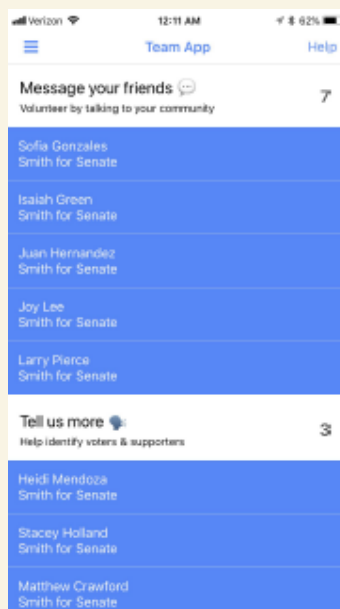 Verizon 12:11 AM 62%
Team App Help
Message your friends 💬 7
Volunteer by talking to your community
Sofia Gonzales
Smith for Senate
Isaiah Green
Smith for Senate
Juan Hernandez
Smith for Senate
Joy Lee
Smith for Senate
Larry Pierce
Smith for Senate
Tell us more 🗣 3
Help identify voters & supporters
Heidi Mendoza
Smith for Senate
Stacey Holland
Smith for Senate
Matthew Crawford
Smith for Senate